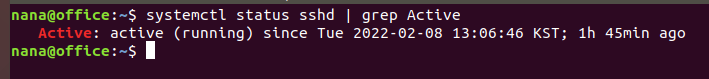 nana@office:~$ systemctl status sshd | grep Active
Active: active (running) since Tue 2022-02-08 13:06:46 KST; 1h 45min ago
nana@office:~$